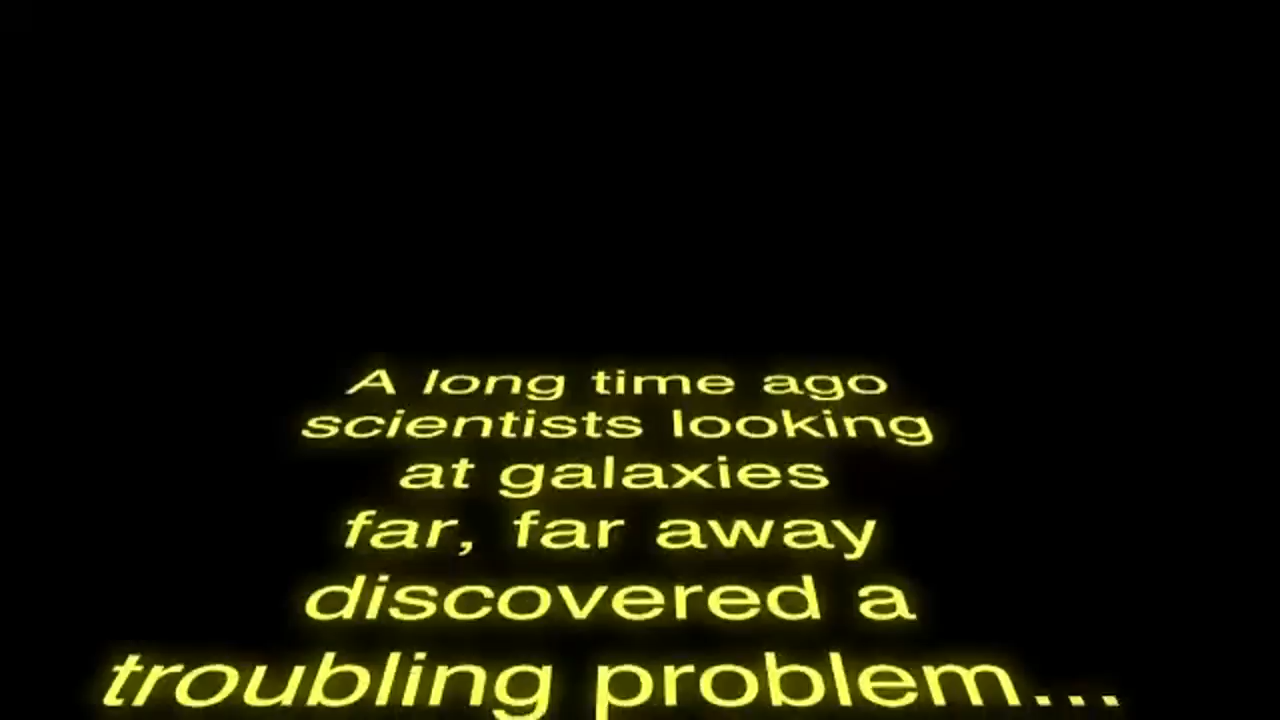 A long time ago
scientists looking
at galaxies
far, far away
discovered a
troubling problem...